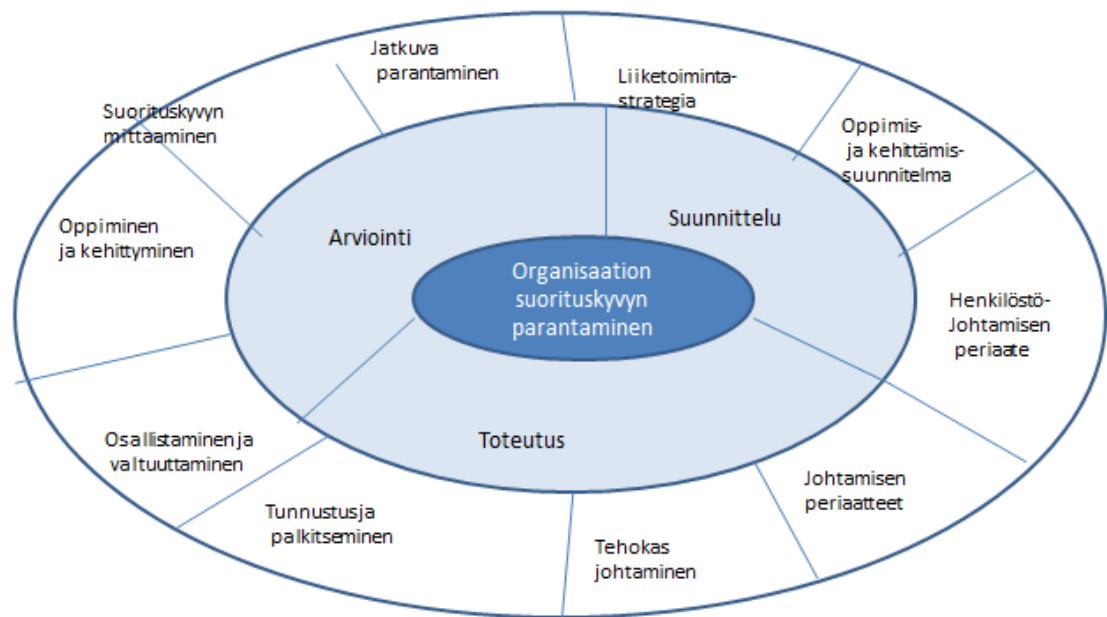 Jatkuva
parantaminen
Liiketoiminta-
strategia
Suorituskyvyn
mittaaminen
Oppimis-
ja kehittämis-
suunnitelma
Oppiminen
ja kehittyminen
Arviointi
Suunnittelu
Organisaation
suorituskyvyn
parantaminen
Henkilöstö-
Johtamisen
periaate
Osallistaminen ja
valtuuttaminen
Toteutus
Johtamisen
periaatteet
Tunnustus ja
palkitseminen
Tehokas
johtaminen